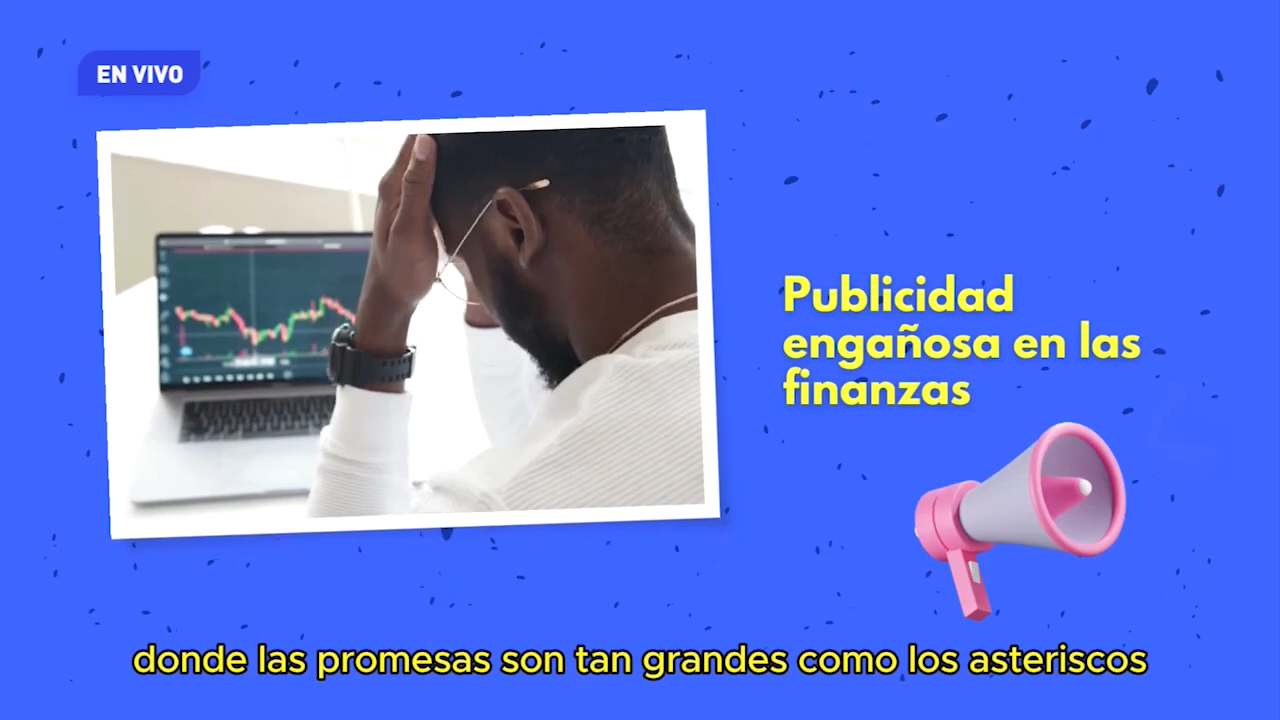 EN VIVO
Publicidad
engañosa en las
finanzas
donde las promesas son tan grandes como los asteriscos